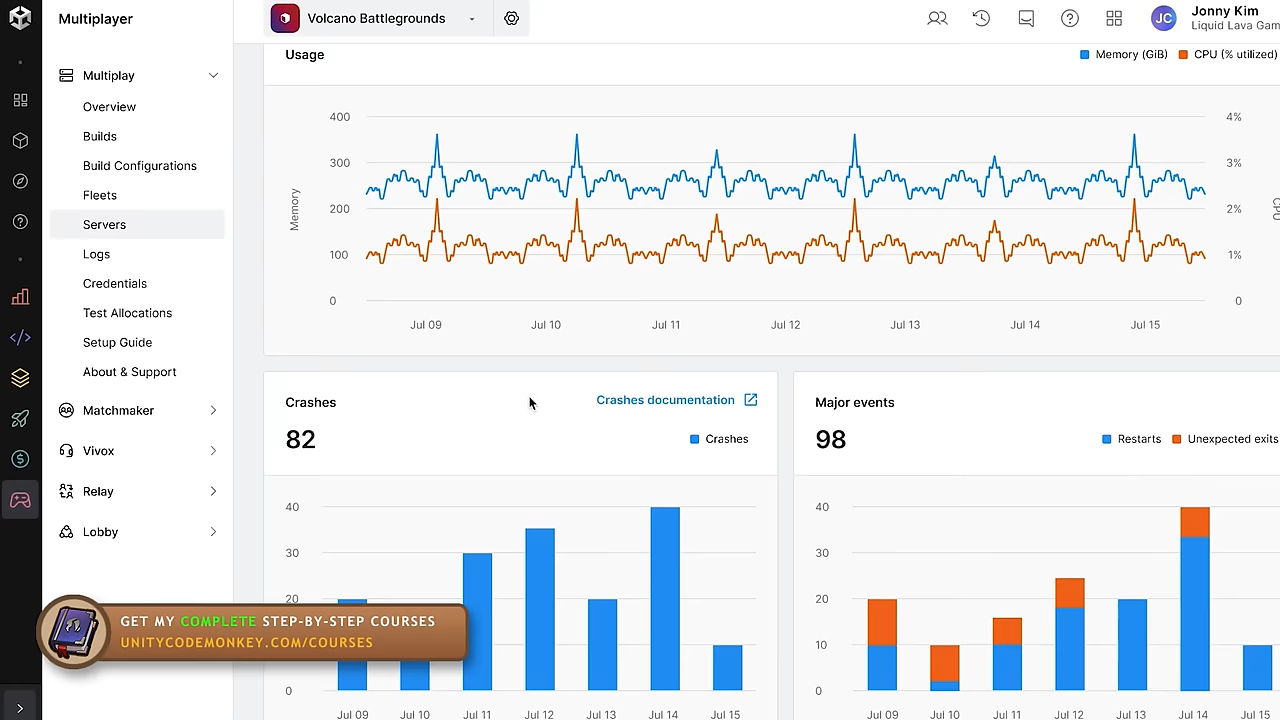 Multiplayer
Volcano Battlegrounds
JC
Jonny Kim
Liquid Lava Gam
Multiplay
Overview
Builds
Build Configurations
Fleets
Servers
Logs
Credentials
Test Allocations
Setup Guide
About & Support
Matchmaker
Vivox
Relay
Lobby
Usage
Memory (GiB)
CPU (% utilized)
Memory
400
300
200
100
0
4%
3%
2%
1%
0
CPU
Jul 09
Jul 10
Jul 11
Jul 12
Jul 13
Jul 14
Jul 15
Crashes
Crashes documentation
82
Crashes
40
30
20
0
Jul 09
Jul 10
Jul 11
Jul 12
Jul 13
Jul 14
Jul 15
Major events
98
Restarts
Unexpected exits
40
30
20
10
0
Jul 09
Jul 10
Jul 11
Jul 12
Jul 13
Jul 14
Jul 15
GET MY COMPLETE STEP-BY-STEP COURSES
UNITYCODEMONKEY.COM/COURSES